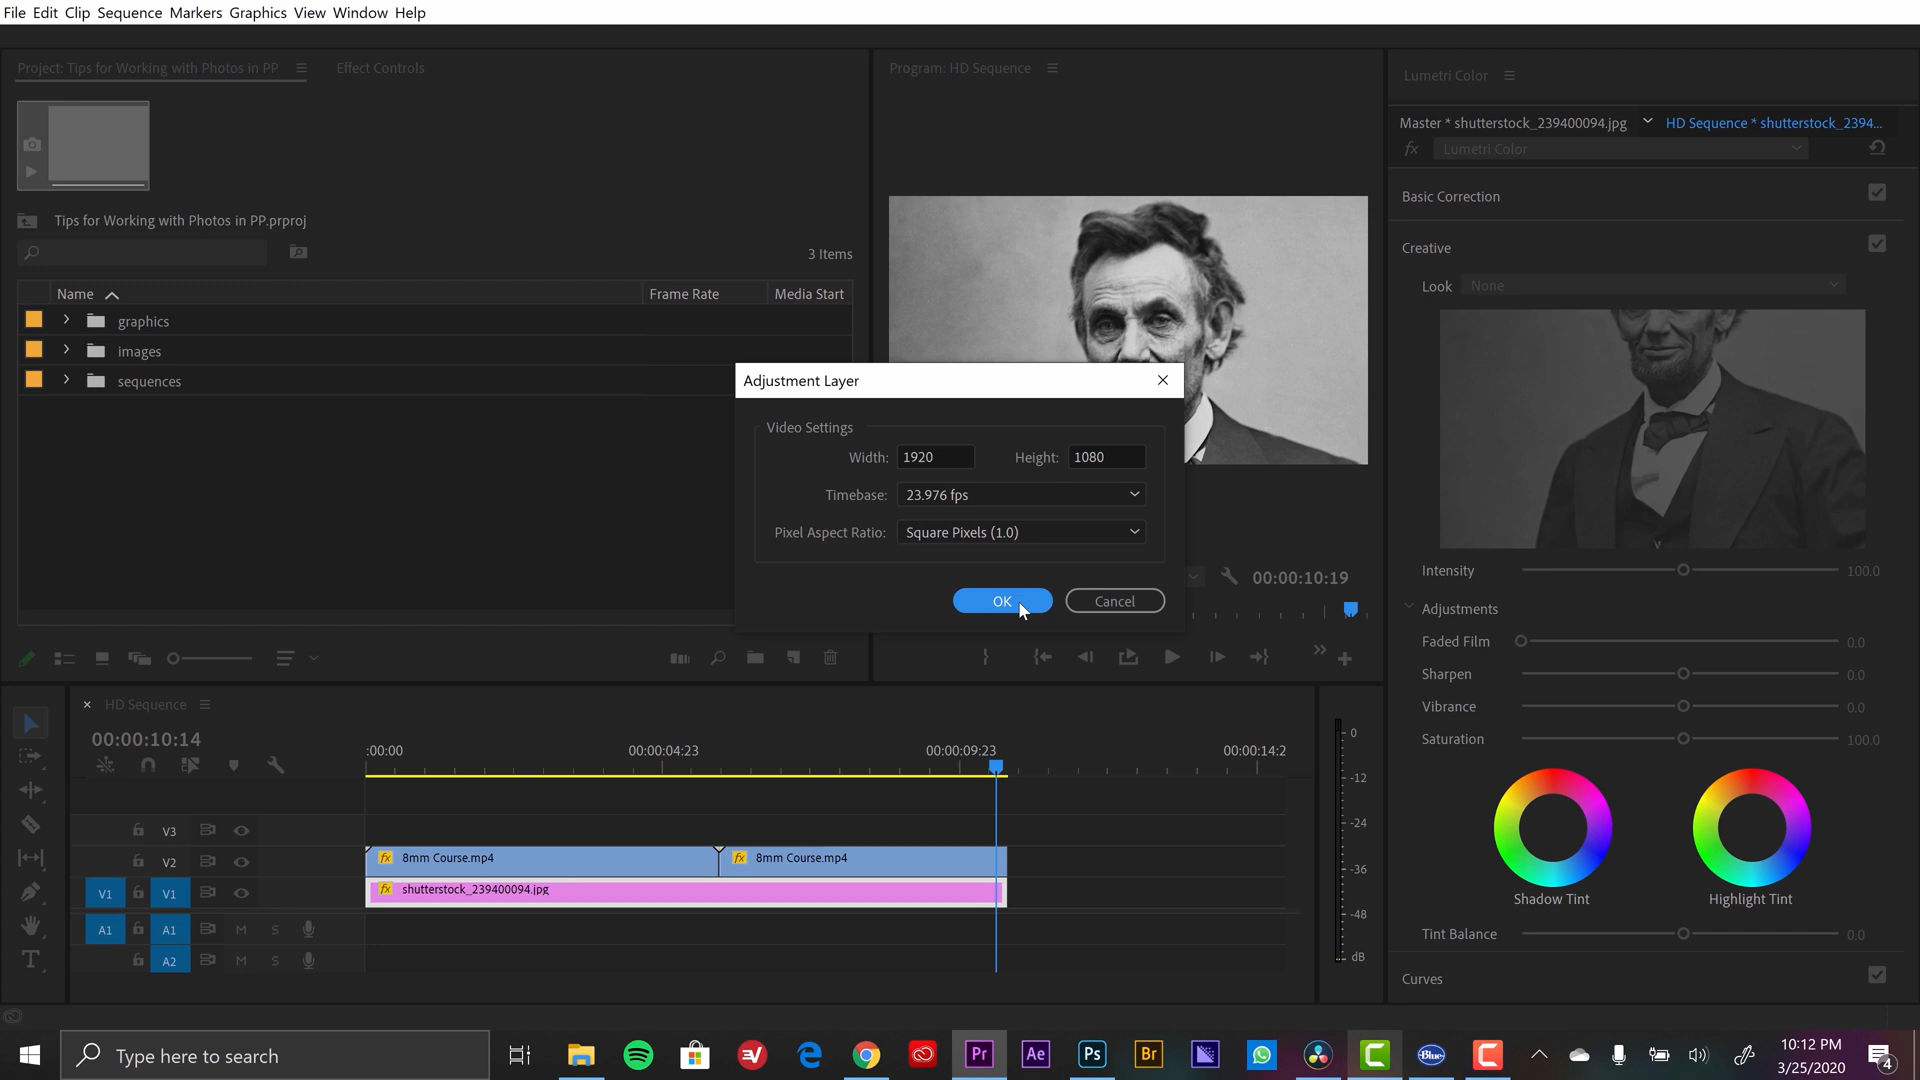 File Edit Clip Sequence Markers Graphics View Window Help
Project: Tips for Working with Photos in PP
Effect Controls
Program: HD Sequence
Lumetri Color
Master * shutterstock_239400094.jpg
HD Sequence * shutterstock_2394...
fx Lumetri Color
Tips for Working with Photos in PP.prproj
3 Items
Name
Frame Rate
Media Start
graphics
images
sequences
Basic Correction
Creative
Look None
Intensity 100.0
Adjustments
Faded Film 0.0
Sharpen 0.0
Vibrance 0.0
Saturation 100.0
Shadow Tint
Highlight Tint
Tint Balance 0.0
Curves
Adjustment Layer
Video Settings
Width: 1920 Height: 1080
Timebase: 23.976 fps
Pixel Aspect Ratio: Square Pixels (1.0)
OK
Cancel
00:00:10:19
HD Sequence
00:00:10:14
:00:00
00:00:04:23
00:00:09:23
00:00:14:2
V3
V2
fx 8mm Course.mp4
fx 8mm Course.mp4
V1 V1
fx shutterstock_239400094.jpg
A1 A1 M S
A2 M S
0
-12
-24
-36
-48
dB
Type here to search
Pr
Ae
Ps
Br
Blue
10:12 PM
3/25/2020
4